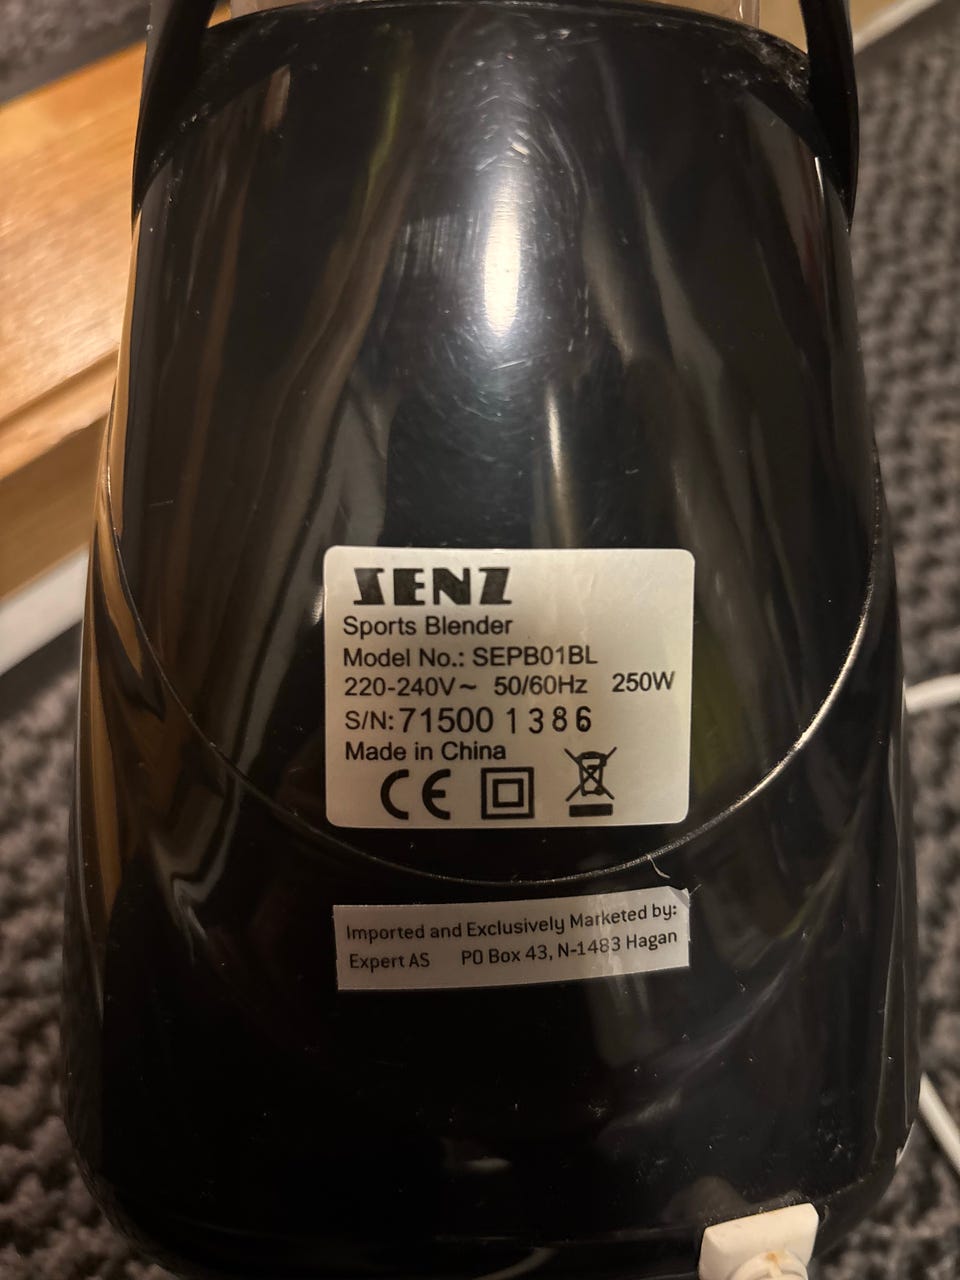 SENZ
Sports Blender
Model No.: SEPB01BL
220-240V~ 50/60Hz 250W
S/N: 71500 1386
Made in China
CE
Imported and Exclusively Marketed by:
Expert AS PO Box 43, N-1483 Hagan